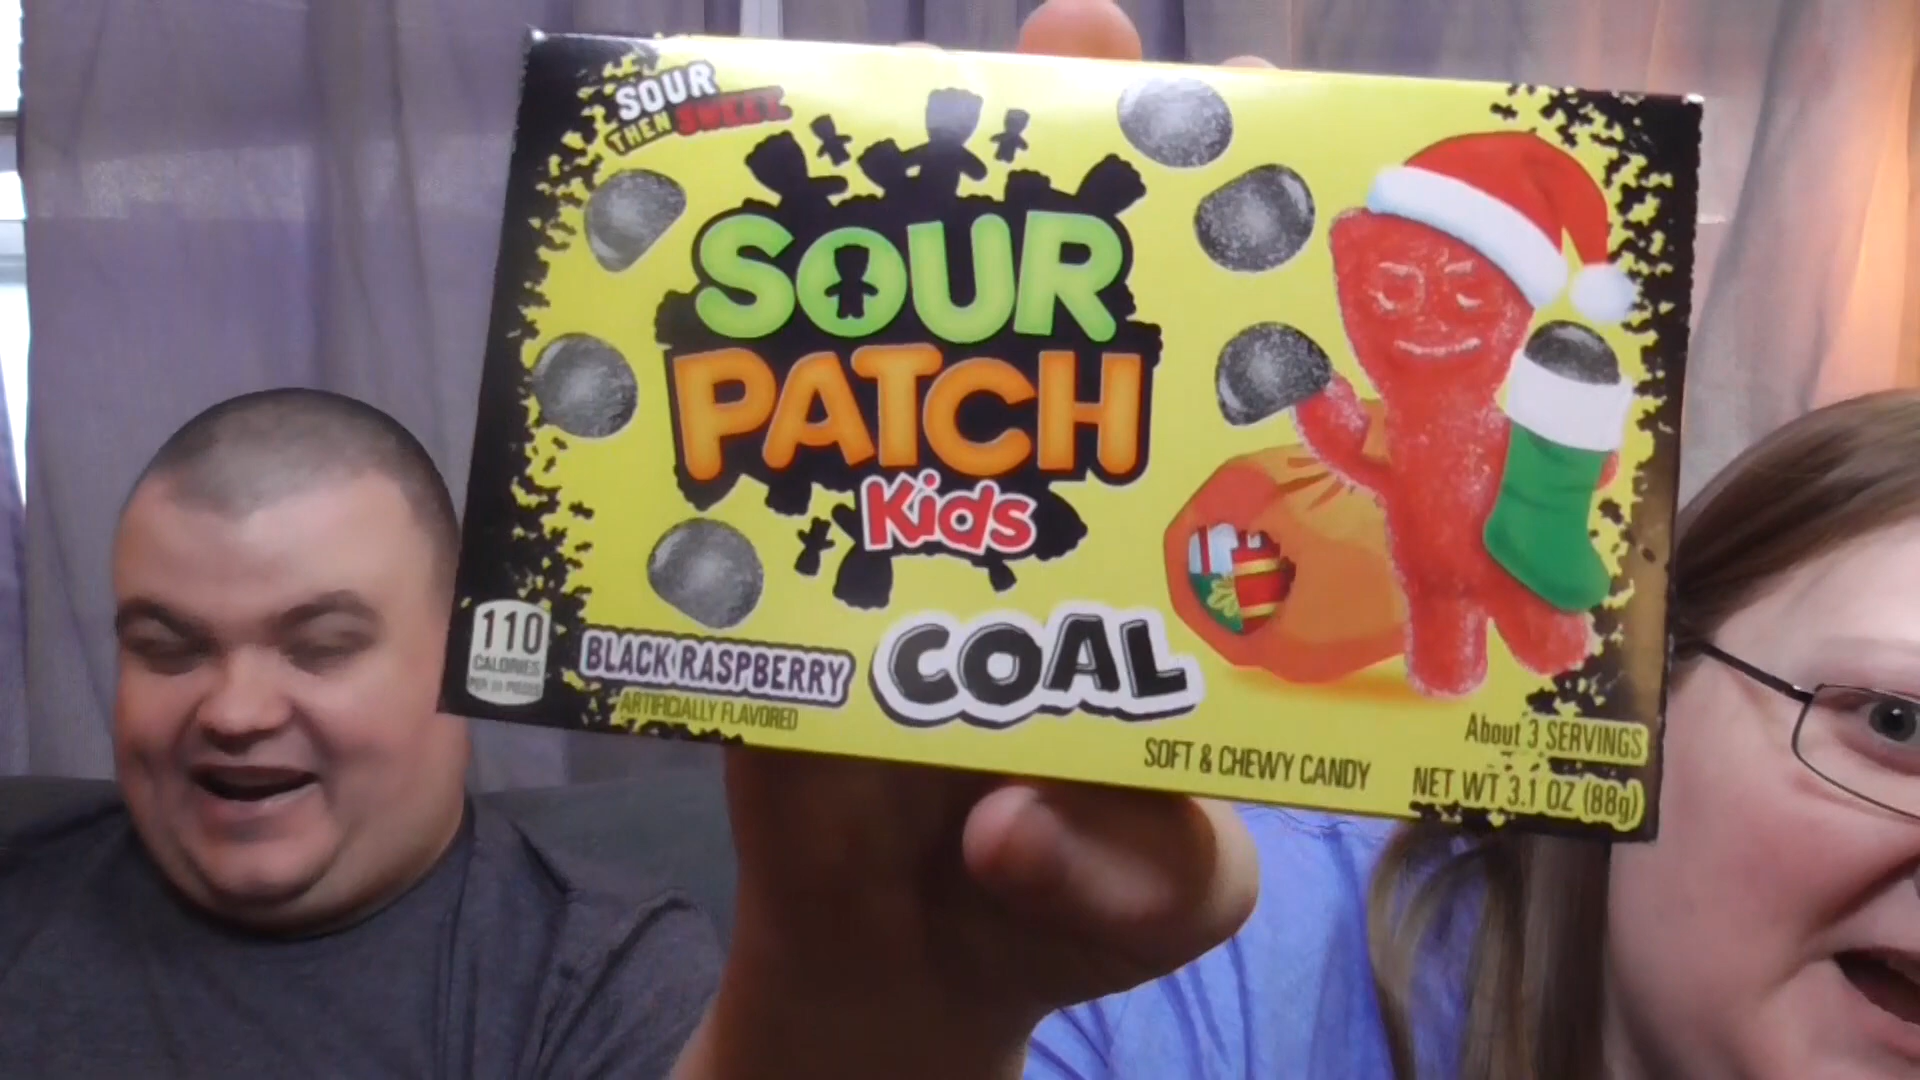 SOUR
THEN SWEET
SOUR
PATCH
Kids
110
CALORIES
BLACK RASPBERRY
COAL
ARTIFICIALLY FLAVORED
SOFT & CHEWY CANDY
About 3 SERVINGS
NET WT 3.1 OZ (88g)